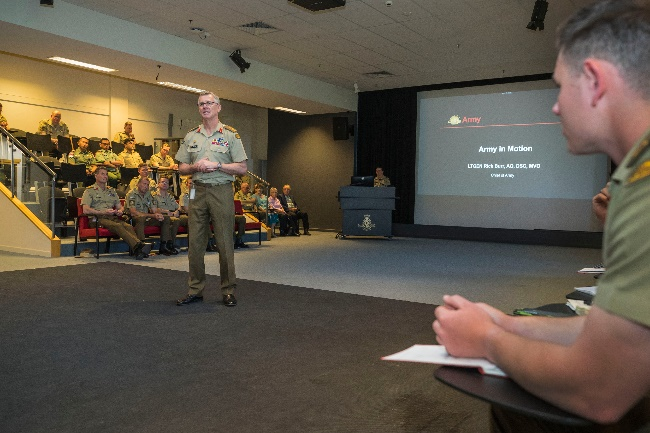 Army
Army in Motion
LTGEN Rick Burr, AO, DSC, MVO
Chief of Army